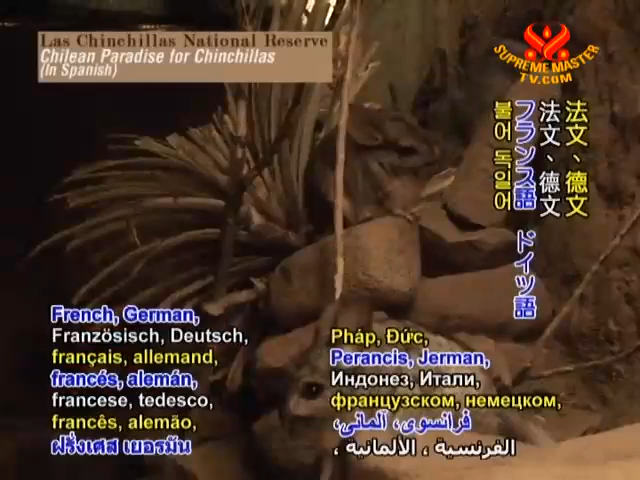 Las Chinchillas National Reserve
Chilean Paradise for Chinchillas
(In Spanish)
SUPREME MASTER
TV.COM
法文、德文
法文、德文
フランス語 ドイツ語
불어 독일어
French, German,
Französisch, Deutsch,
français, allemand,
francés, alemán,
francese, tedesco,
francês, alemão,
ฝรั่งเศส เยอรมัน
Pháp, Đức,
Perancis, Jerman,
Индонез, Итали,
французском, немецком,
فرانسوی، آلمانی،
الفرنسية ، الألمانية ،